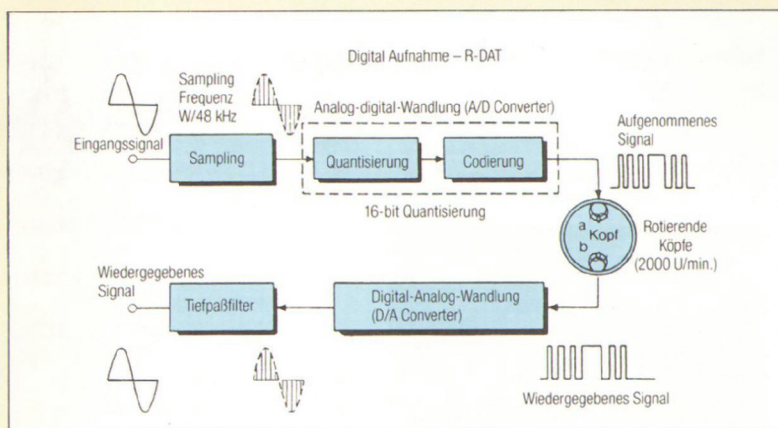 Digital Aufnahme – R-DAT
Sampling
Frequenz
W/48 kHz
Analog-digital-Wandlung (A/D Converter)
Eingangssignal
Sampling
Quantisierung
Codierung
16-bit Quantisierung
Aufgenommenes
Signal
a
Kopf
b
Rotierende
Köpfe
(2000 U/min.)
Wiedergegebenes
Signal
Tiefpaßfilter
Digital-Analog-Wandlung
(D/A Converter)
Wiedergegebenes Signal